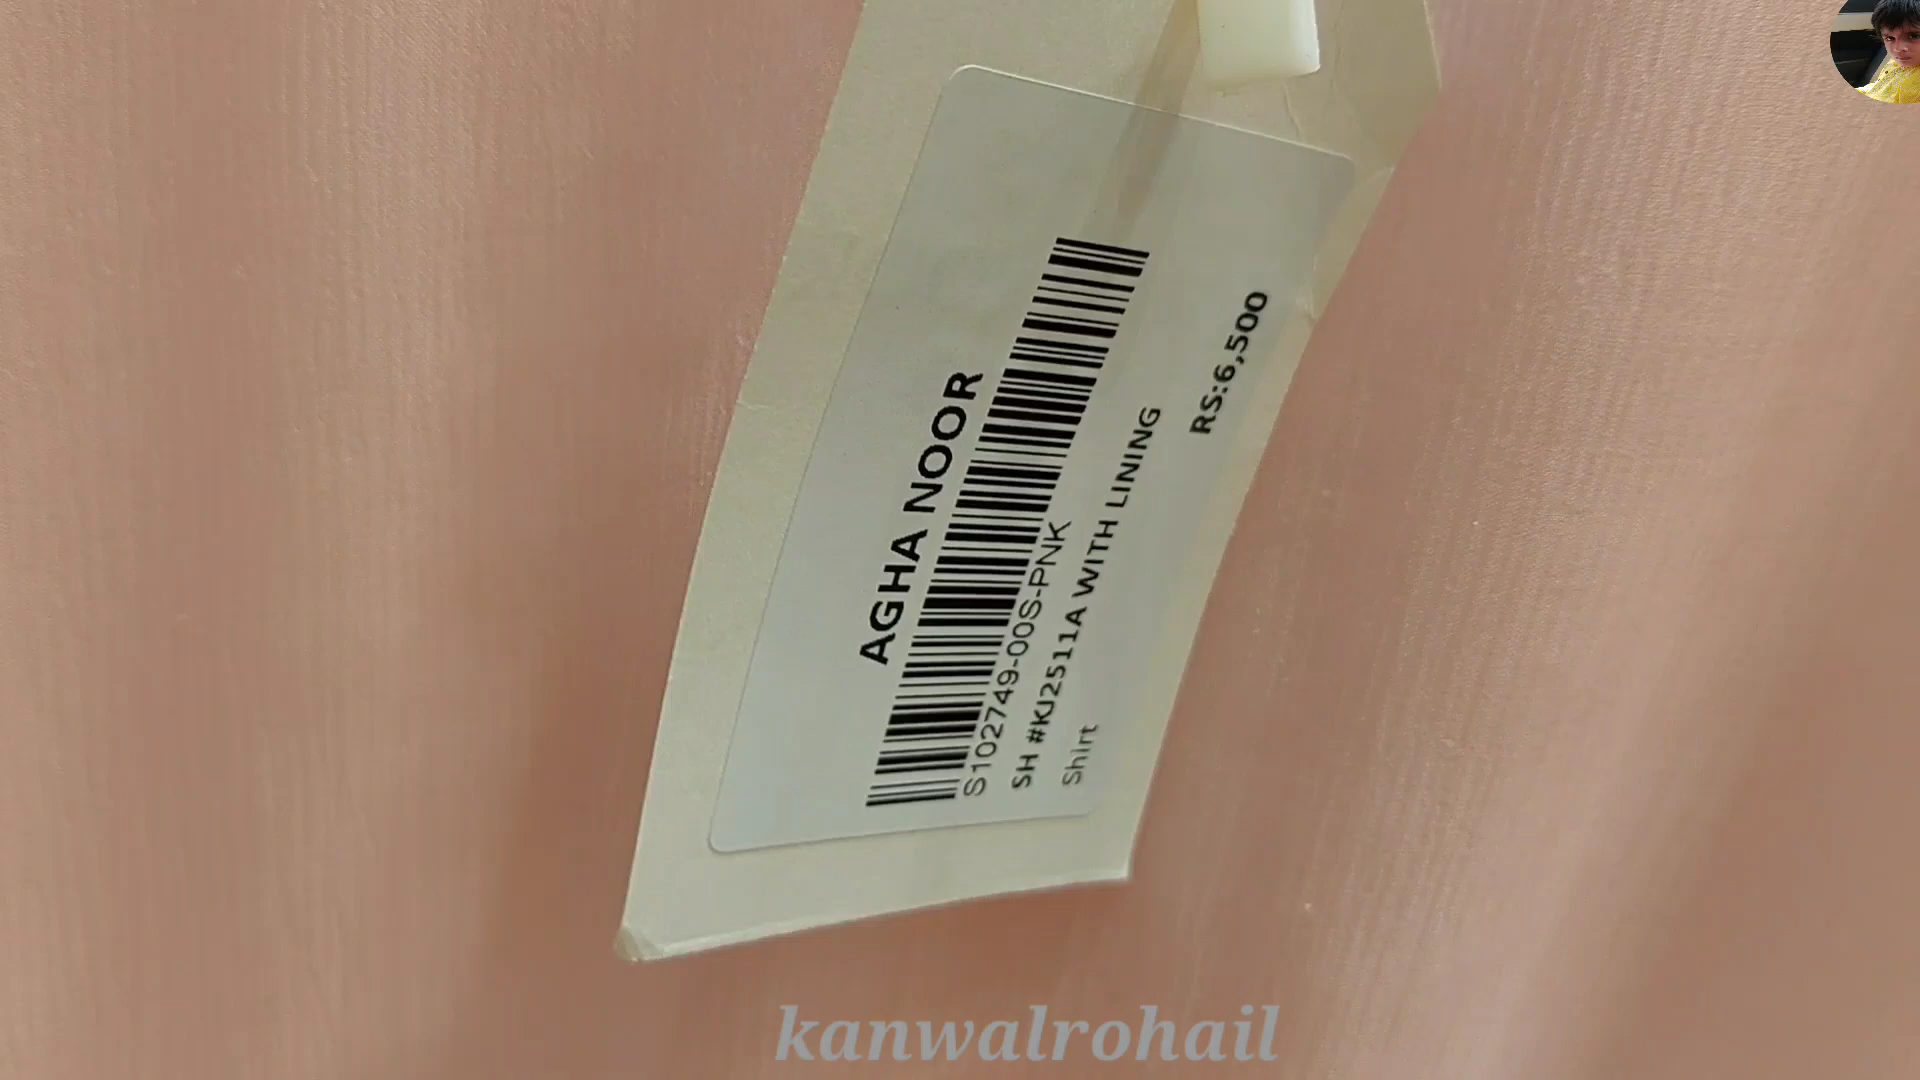 AGHA NOOR
S102749-00S-PNK
SH #KJ2511A WITH LINING
Shirt
RS:6,500
kanwalrohail